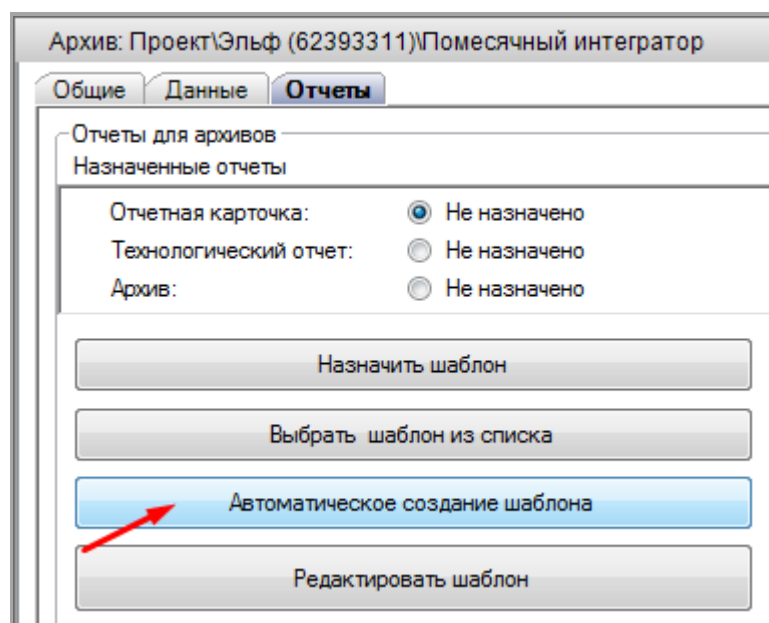 Архив: Проект\Эльф (62393311)\Помесячный интегратор
Общие Данные Отчеты
Отчеты для архивов
Назначенные отчеты
Отчетная карточка: Не назначено
Технологический отчет: Не назначено
Архив: Не назначено
Назначить шаблон
Выбрать шаблон из списка
Автоматическое создание шаблона
Редактировать шаблон